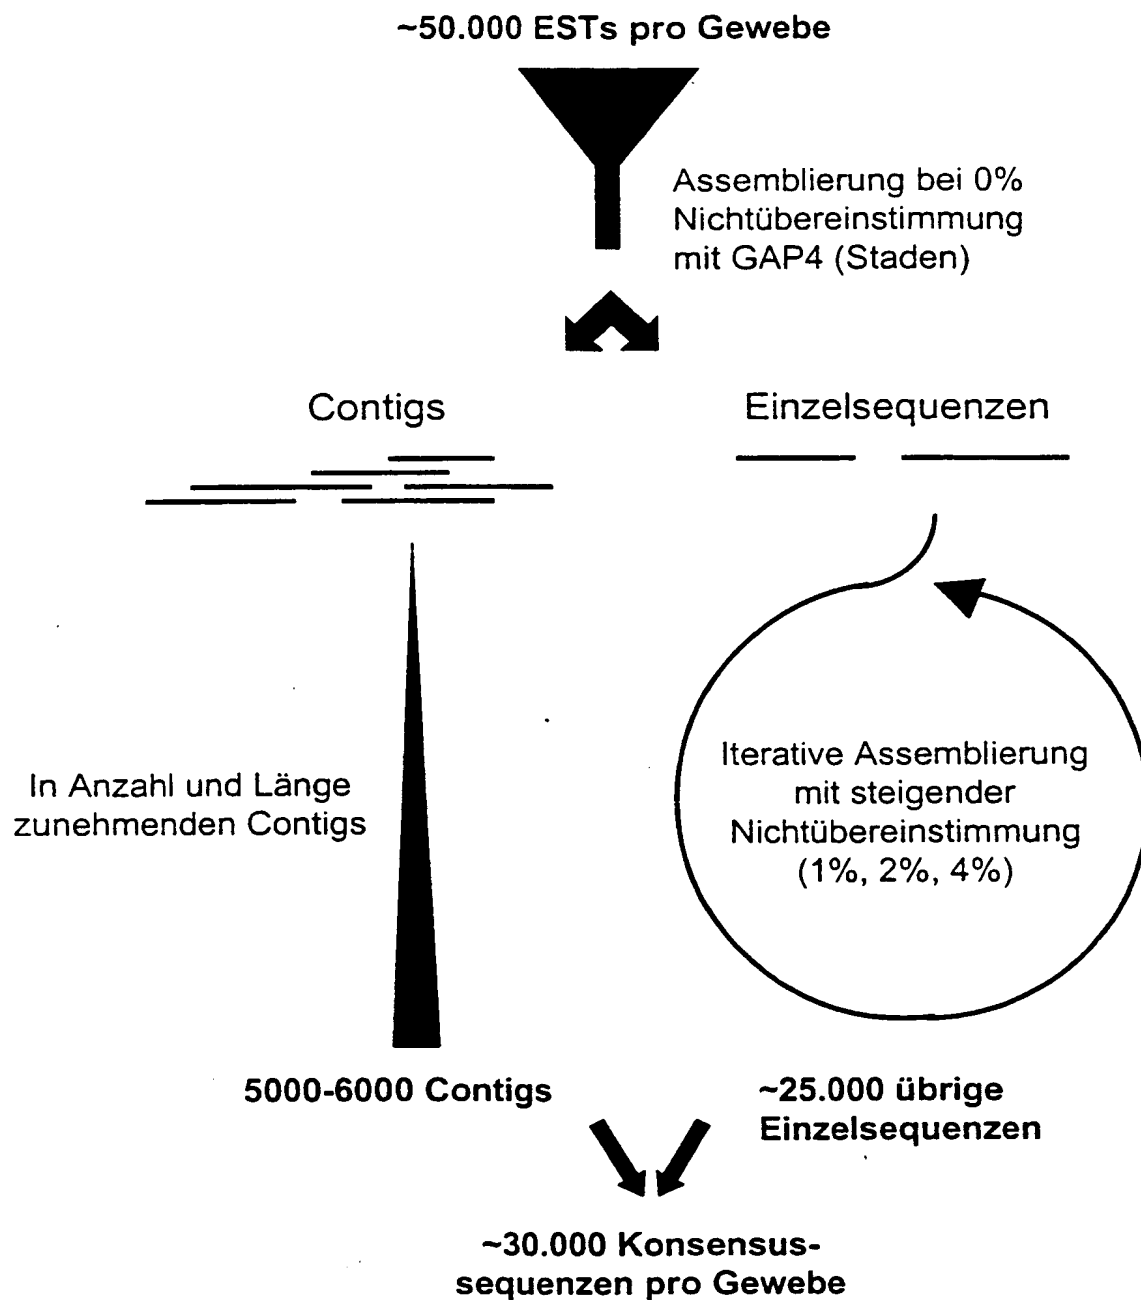 ~50.000 ESTs pro Gewebe
Assemblierung bei 0%
Nichtübereinstimmung
mit GAP4 (Staden)
Contigs
Einzelsequenzen
In Anzahl und Länge
zunehmenden Contigs
Iterative Assemblierung
mit steigender
Nichtübereinstimmung
(1%, 2%, 4%)
5000-6000 Contigs
~25.000 übrige
Einzelsequenzen
~30.000 Konsensus-
sequenzen pro Gewebe